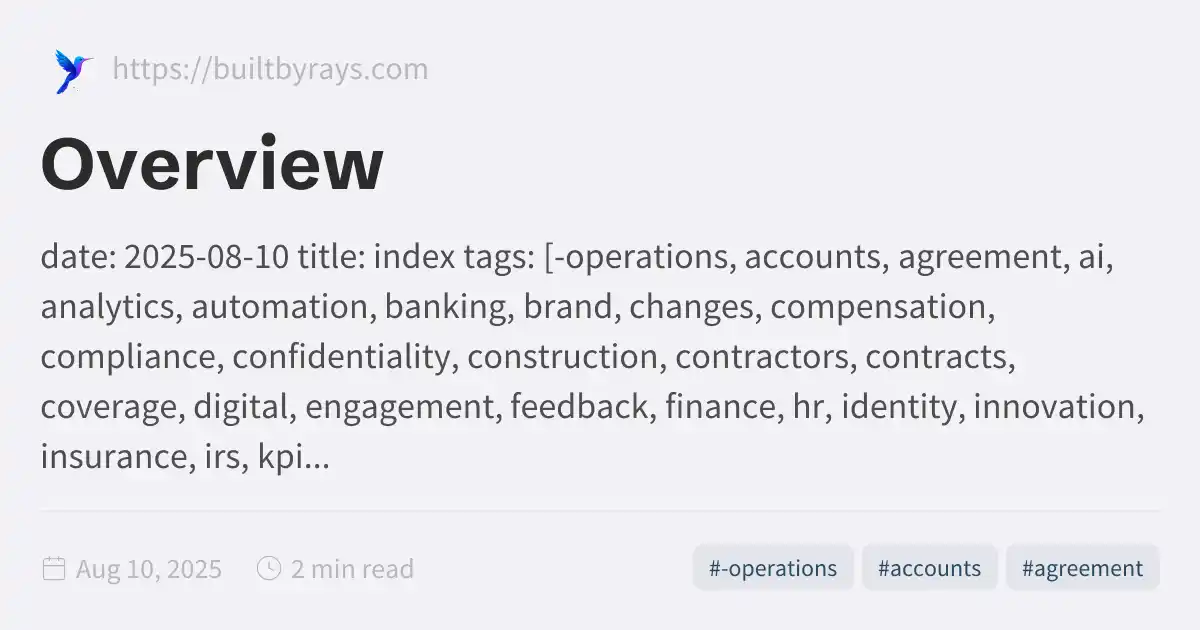 https://builtbyrays.com
Overview
date: 2025-08-10 title: index tags: [-operations, accounts, agreement, ai,
analytics, automation, banking, brand, changes, compensation,
compliance, confidentiality, construction, contractors, contracts,
coverage, digital, engagement, feedback, finance, hr, identity, innovation,
insurance, irs, kpi...
Aug 10, 2025 2 min read #-operations #accounts #agreement